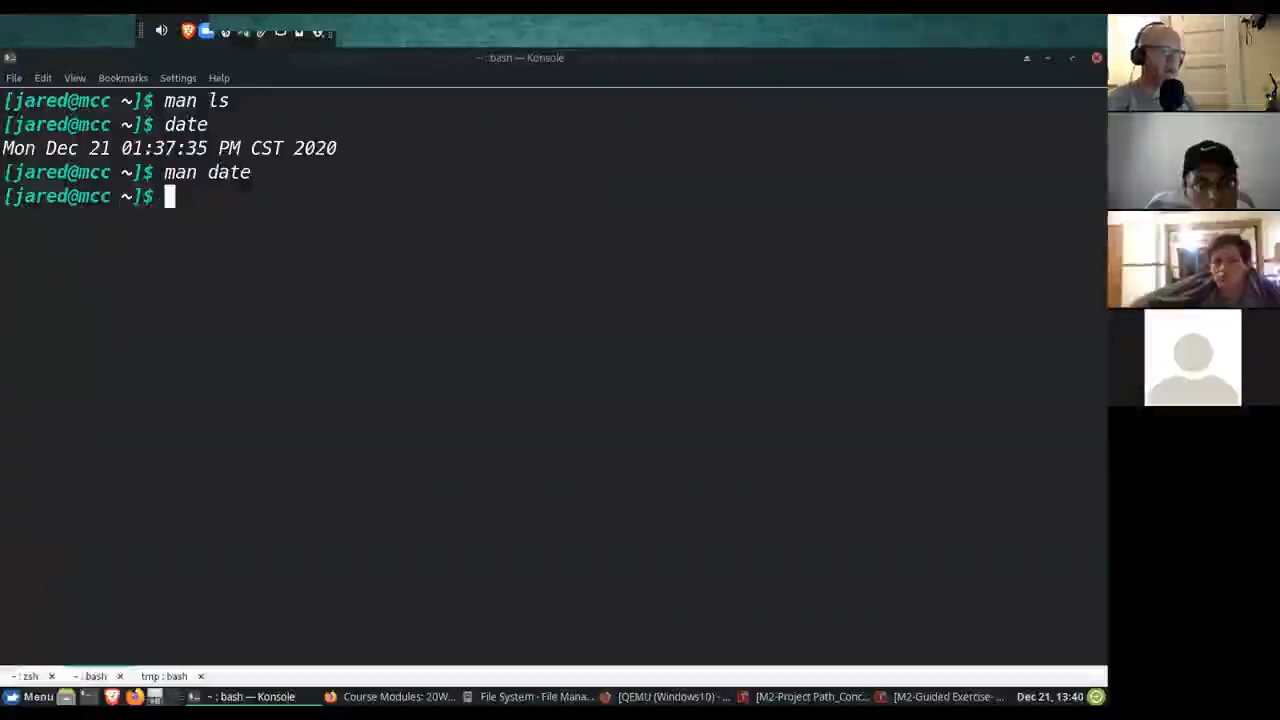 ~ : bash — Konsole
File Edit View Bookmarks Settings Help
[jared@mcc ~]$ man ls
[jared@mcc ~]$ date
Mon Dec 21 01:37:35 PM CST 2020
[jared@mcc ~]$ man date
[jared@mcc ~]$
~ : zsh ~ : bash tmp : bash
Menu ~ : bash — Konsole Course Modules: 20W... File System - File Mana... [QEMU (Windows10) - ... [M2-Project Path_Conc... [M2-Guided Exercise- ... Dec 21, 13:40